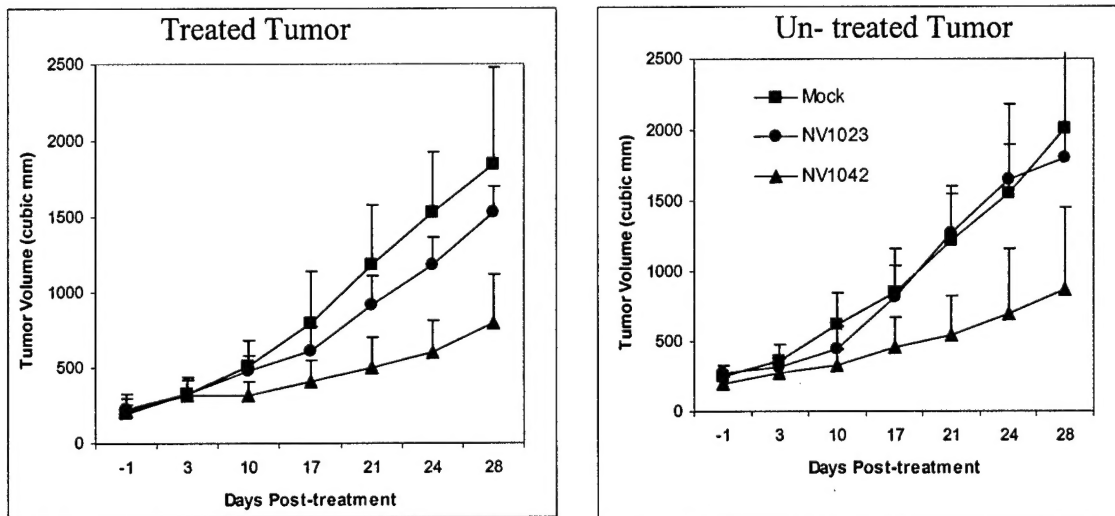 Treated Tumor
2500
2000
1500
1000
500
0
Tumor Volume (cubic mm)
-1 3 10 17 21 24 28
Days Post-treatment
Un- treated Tumor
2500
2000
1500
1000
500
0
Tumor Volume (cubic mm)
Mock
NV1023
NV1042
-1 3 10 17 21 24 28
Days Post-treatment